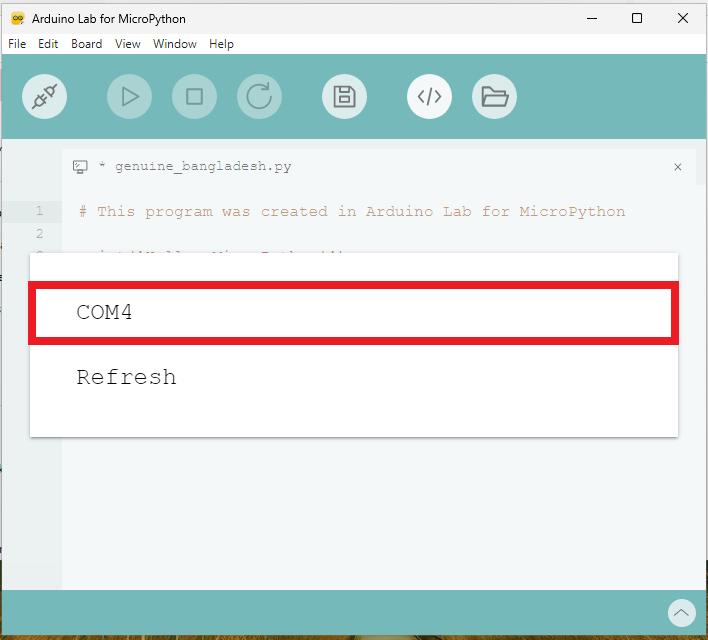 Arduino Lab for MicroPython
File Edit Board View Window Help
* genuine_bangladesh.py
1 # This program was created in Arduino Lab for MicroPython
2
COM4
Refresh